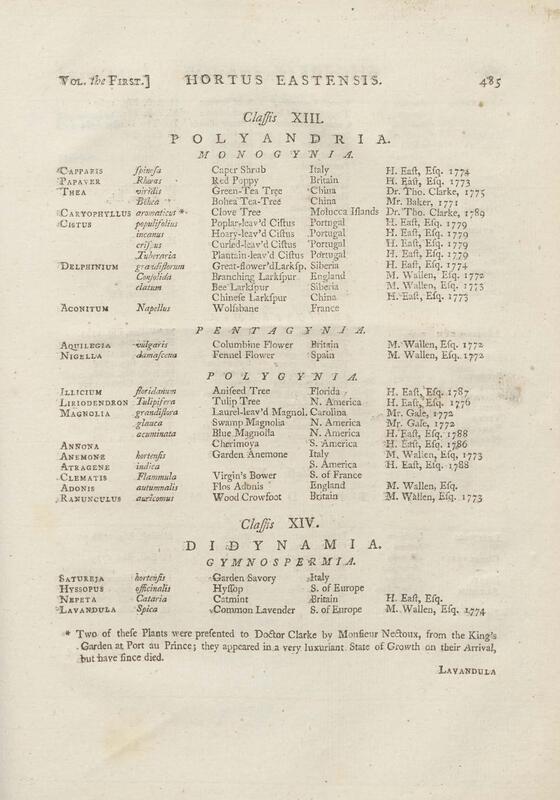 Vol. the First.] HORTUS EASTENSIS. 485
Claſſis XIII.
POLYANDRIA.
MONOGYNIA.
Capparis ſpinoſa Caper Shrub Italy H. Eaſt, Eſq. 1774
Papaver Rhœas Red Poppy Britain H. Eaſt, Eſq. 1773
Thea viridis Green-Tea Tree China Dr. Tho. Clarke, 1775
Bohea Bohea-Tea-Tree China Mr. Baker, 1771
Caryophyllus aromaticus * Clove Tree Molucca Iſlands Dr. Tho. Clarke, 1789
Cistus populifolius Poplar-leav'd Ciſtus Portugal H. Eaſt, Eſq. 1779
incanus Hoary-leav'd Ciſtus Portugal H. Eaſt, Eſq. 1779
criſpus Curled-leav'd Ciſtus Portugal H. Eaſt, Eſq. 1779
Tuberaria Plantain-leav'd Ciſtus Portugal H. Eaſt, Eſq. 1779
Delphinium grandiflorum Great-flower'd Larkſp. Siberia H. Eaſt, Eſq. 1774
Conſolida Branching Larkſpur England M. Wallen, Eſq. 1772
elatum Bee Larkſpur Siberia M. Wallen, Eſq. 1773
Chineſe Larkſpur China H. Eaſt, Eſq. 1773
Aconitum Napellus Wolfsbane France
PENTAGYNIA.
Aquilegia vulgaris Columbine Flower Britain M. Wallen, Eſq. 1772
Nigella damaſcena Fennel Flower Spain M. Wallen, Eſq. 1772
POLYGYNIA.
Illicium floridanum Aniſeed Tree Florida H. Eaſt, Eſq. 1787
Liriodendron Tulipifera Tulip Tree N. America H. Eaſt, Eſq. 1776
Magnolia grandiflora Laurel-leav'd Magnol. Carolina Mr. Gale, 1772
glauca Swamp Magnolia N. America Mr. Gale, 1772
acuminata Blue Magnolia N. America H. Eaſt, Eſq. 1788
Annona Cherimoya S. America H. Eaſt, Eſq. 1786
Anemone hortenſis Garden Anemone Italy M. Wallen, Eſq. 1773
Atragene indica S. America H. Eaſt, Eſq. 1788
Clematis Flammula Virgin's Bower S. of France
Adonis autumnalis Flos Adonis England M. Wallen, Eſq.
Ranunculus auricomus Wood Crowfoot Britain M. Wallen, Eſq. 1773
Claſſis XIV.
DIDYNAMIA.
GYMNOSPERMIA.
Satureja hortenſis Garden Savory Italy
Hyssopus officinalis Hyſſop S. of Europe
Nepeta Cataria Catmint Britain H. Eaſt, Eſq.
Lavandula Spica Common Lavender S. of Europe M. Wallen, Eſq. 1774
* Two of theſe Plants were preſented to Doctor Clarke by Monſieur Nectoux, from the King's
Garden at Port au Prince; they appeared in a very luxuriant State of Growth on their Arrival,
but have ſince died.
Lavandula